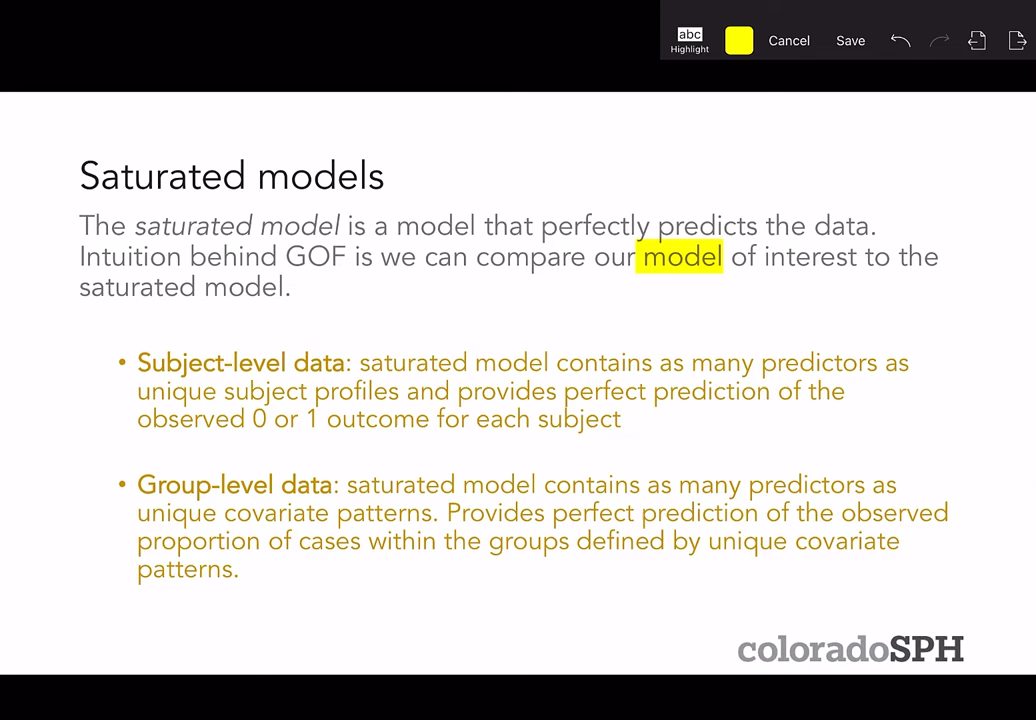 abc
Highlight
Cancel
Save
Saturated models
The saturated model is a model that perfectly predicts the data.
Intuition behind GOF is we can compare our model of interest to the
saturated model.
• Subject-level data: saturated model contains as many predictors as
unique subject profiles and provides perfect prediction of the
observed 0 or 1 outcome for each subject
• Group-level data: saturated model contains as many predictors as
unique covariate patterns. Provides perfect prediction of the observed
proportion of cases within the groups defined by unique covariate
patterns.
coloradoSPH